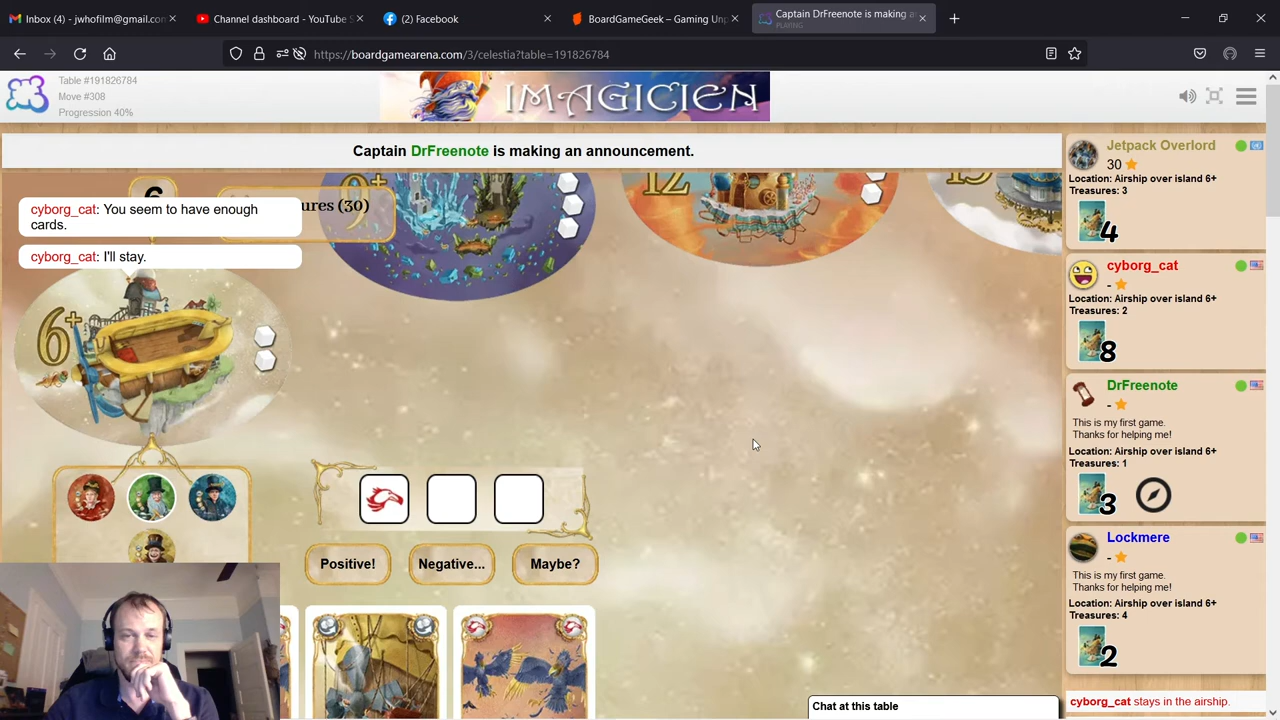 Inbox (4) - jwhofilm@gmail.con
Channel dashboard - YouTube S
(2) Facebook
BoardGameGeek – Gaming Unp
Captain DrFreenote is making a
PLAYING
https://boardgamearena.com/3/celestia?table=191826784
Table #191826784
Move #308
Progression 40%
IMAGICIEN
Captain DrFreenote is making an announcement.
6
ures (30)
9+
12
15
cyborg_cat: You seem to have enough
cards.
cyborg_cat: I'll stay.
6+
Positive!
Negative...
Maybe?
Jetpack Overlord
30
Location: Airship over island 6+
Treasures: 3
4
cyborg_cat
-
Location: Airship over island 6+
Treasures: 2
8
DrFreenote
-
This is my first game.
Thanks for helping me!
Location: Airship over island 6+
Treasures: 1
3
Lockmere
-
This is my first game.
Thanks for helping me!
Location: Airship over island 6+
Treasures: 4
2
cyborg_cat stays in the airship.
Chat at this table